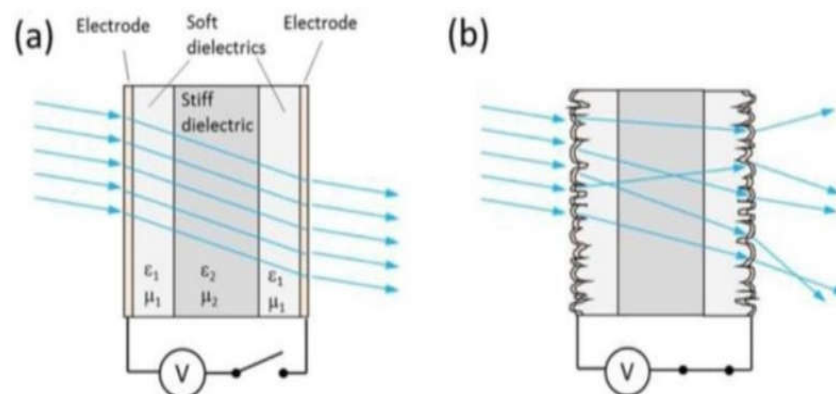 (a)
Electrode
Soft
dielectrics
Electrode
Stiff
dielectric
ε1
μ1
ε2
μ2
ε1
μ1
V
(b)
V